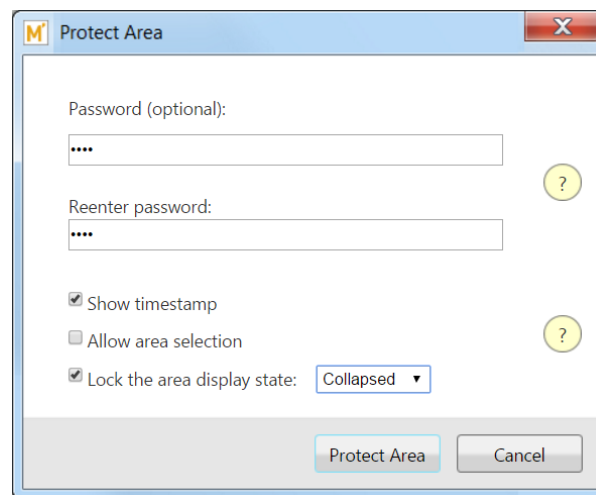 M Protect Area
X
Password (optional):
••••
?
Reenter password:
••••
Show timestamp
Allow area selection
?
Lock the area display state: Collapsed
Protect Area Cancel